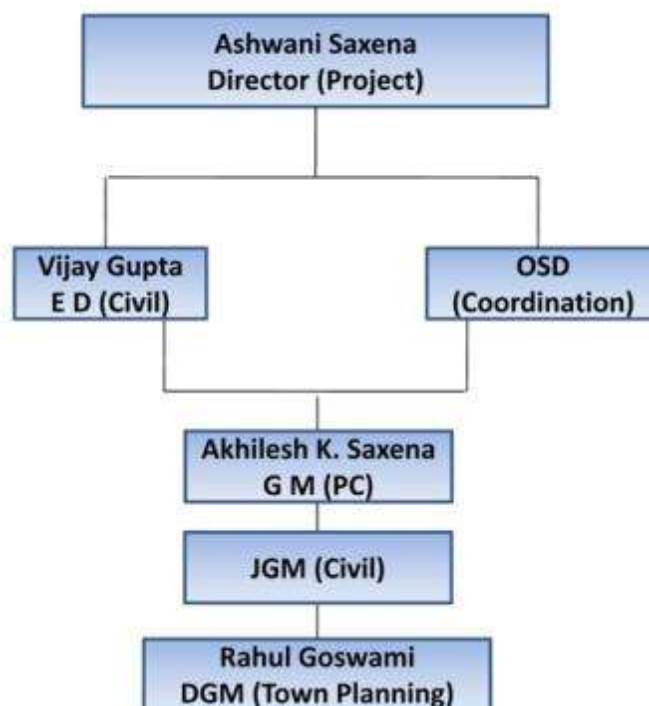 Ashwani Saxena
Director (Project)
Vijay Gupta
E D (Civil)
OSD
(Coordination)
Akhilesh K. Saxena
G M (PC)
JGM (Civil)
Rahul Goswami
DGM (Town Planning)